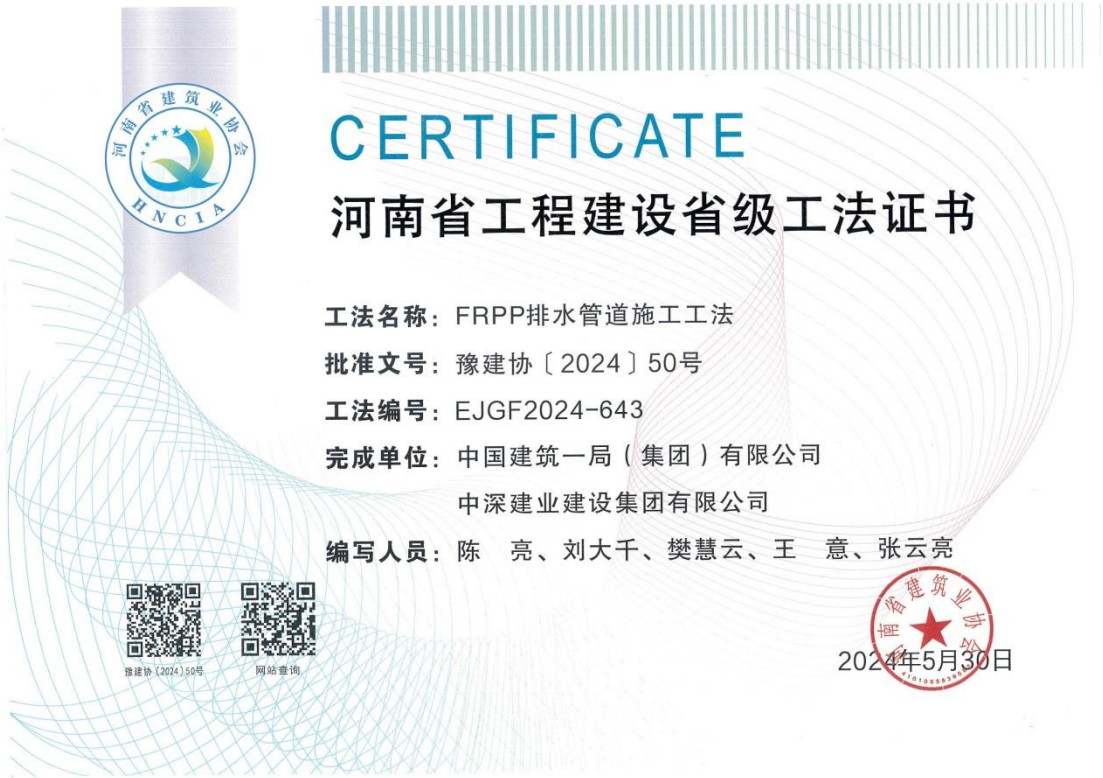 河南省建筑业协会
HNCIA
CERTIFICATE
河南省工程建设省级工法证书
工法名称：FRPP排水管道施工工法
批准文号：豫建协〔2024〕50号
工法编号：EJGF2024-643
完成单位：中国建筑一局（集团）有限公司
中深建业建设集团有限公司
编写人员：陈　亮、刘大千、樊慧云、王　意、张云亮
豫建协〔2024〕50号
网站查询
河南省建筑业协会
2024年5月30日